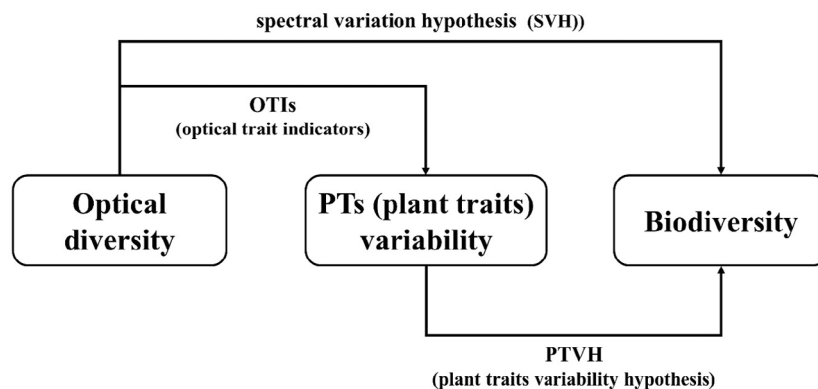 spectral variation hypothesis (SVH))
OTIs
(optical trait indicators)
Optical
diversity
PTs (plant traits)
variability
Biodiversity
PTVH
(plant traits variability hypothesis)